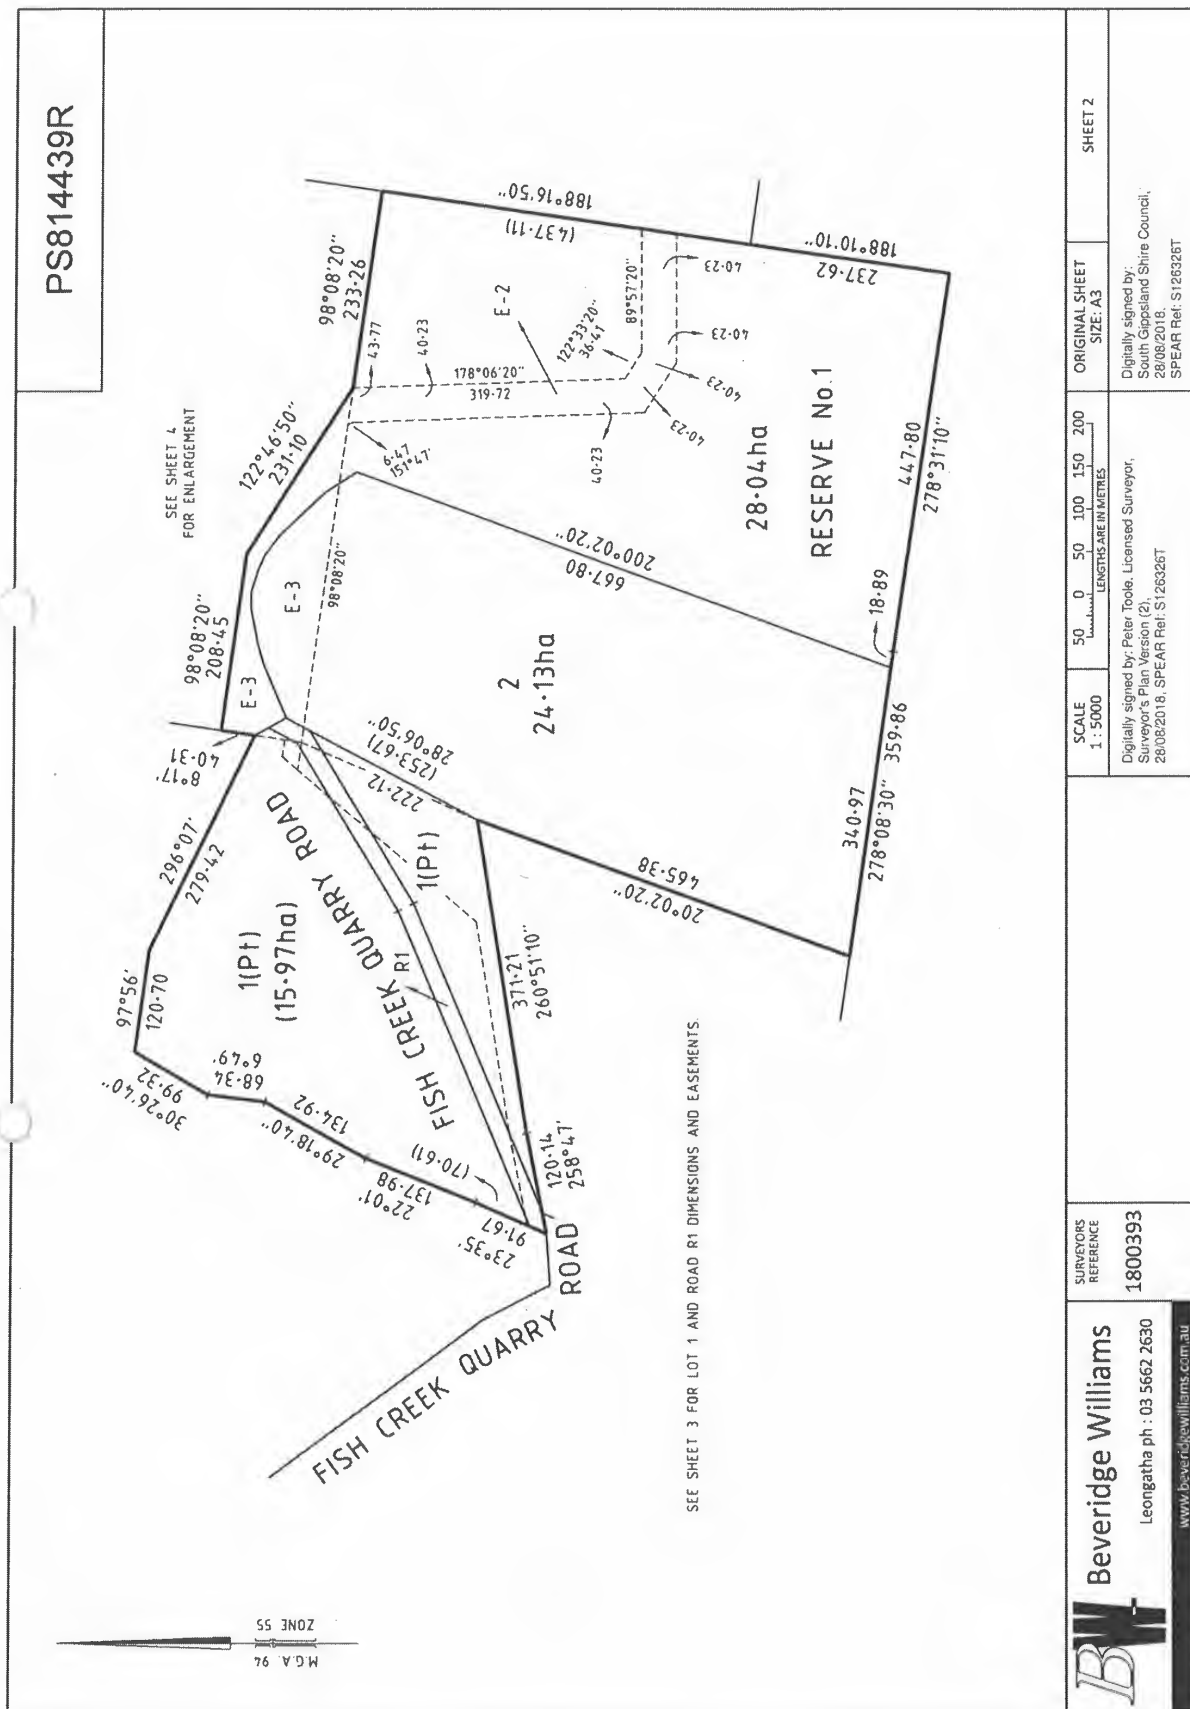 PS814439R
SEE SHEET 4
FOR ENLARGEMENT
98°08'20"
233·26
122°46'50"
231·10
98°08'20"
208·45
40·31
8°17'
296°07'
279·42
97°56'
120·70
99·32
30°26'40"
68·34
6°49'
134·92
29°18'40"
(70·61)
137·98
22°01'
91·67
23°35'
1(Pt)
(15·97ha)
FISH CREEK QUARRY ROAD
R1
1(Pt)
222·12
(253·67)
28°06'50"
E-3
E-3
98°08'20"
43·77
40·23
178°06'20"
319·72
6·47
151°47'
E-2
122°33'20"
36·41
89°57'20"
40·23
40·23
40·23
40·23
40·23
188°16'50"
(437·11)
188°10'10"
237·62
2
24·13ha
667·80
200°02'20"
28·04ha
RESERVE No.1
447·80
278°31'10"
18·89
359·86
340·97
278°08'30"
465·38
20°02'20"
371·21
260°51'10"
120·14
258°47'
FISH CREEK QUARRY
ROAD
SEE SHEET 3 FOR LOT 1 AND ROAD R1 DIMENSIONS AND EASEMENTS.
M.G.A. 94
ZONE 55
Beveridge Williams
Leongatha ph : 03 5662 2630
www.beveridgewilliams.com.au
SURVEYORS
REFERENCE
1800393
SCALE
1 : 5000
50 0 50 100 150 200
LENGTHS ARE IN METRES
ORIGINAL SHEET
SIZE: A3
SHEET 2
Digitally signed by: Peter Toole, Licensed Surveyor,
Surveyor's Plan Version (2),
28/08/2018, SPEAR Ref: S126326T
Digitally signed by:
South Gippsland Shire Council,
28/08/2018,
SPEAR Ref: S126326T